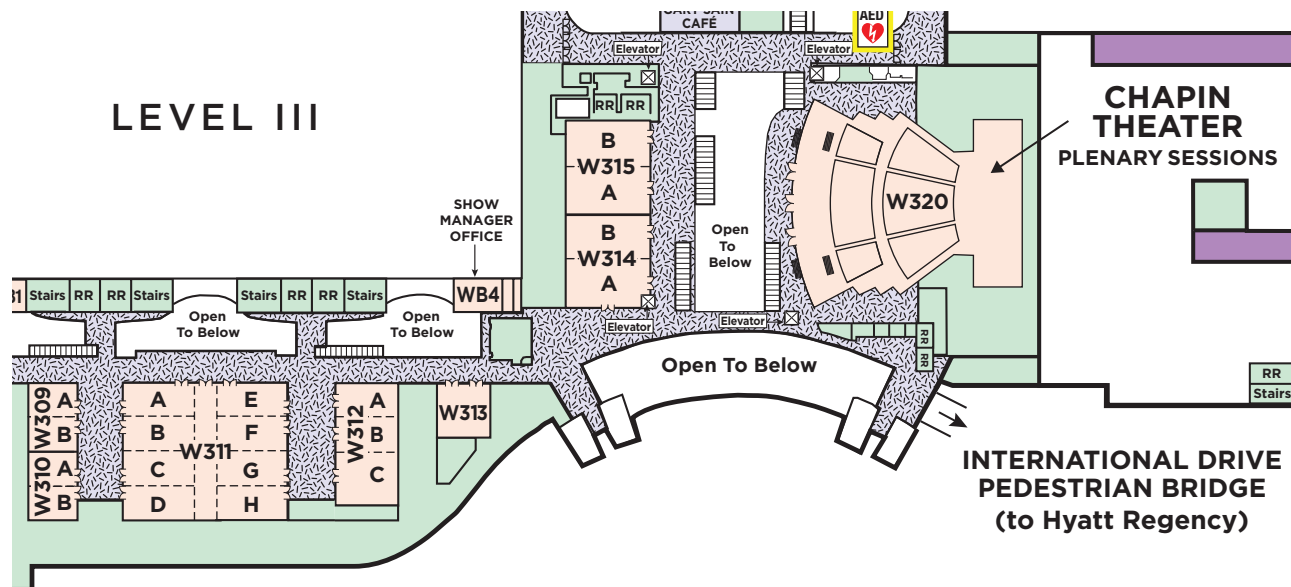 CAFÉ
AED
Elevator
Elevator
LEVEL III
CHAPIN
THEATER
PLENARY SESSIONS
RR
RR
B
W315
A
SHOW
MANAGER
OFFICE
W320
B
W314
A
Open
To
Below
Stairs
RR
RR
Stairs
Stairs
RR
RR
Stairs
WB4
Open
To Below
Open
To Below
Elevator
Elevator
RR
RR
Open To Below
RR
Stairs
W309
A
B
W310
A
B
A
B
C
D
W311
E
F
G
H
W312
A
B
C
W313
INTERNATIONAL DRIVE
PEDESTRIAN BRIDGE
(to Hyatt Regency)